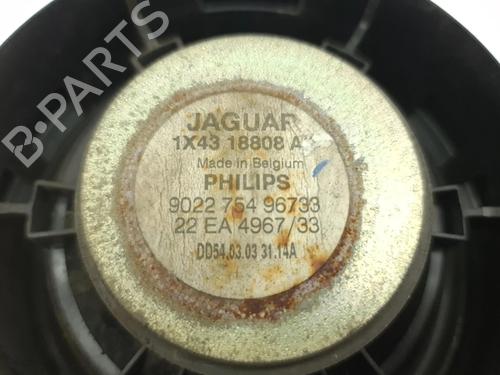 JAGUAR
1X43 18808 A
Made in Belgium
PHILIPS
9022 754 96733
22 EA 4967/33
DD54.03.03 31.14A
B-PARTS